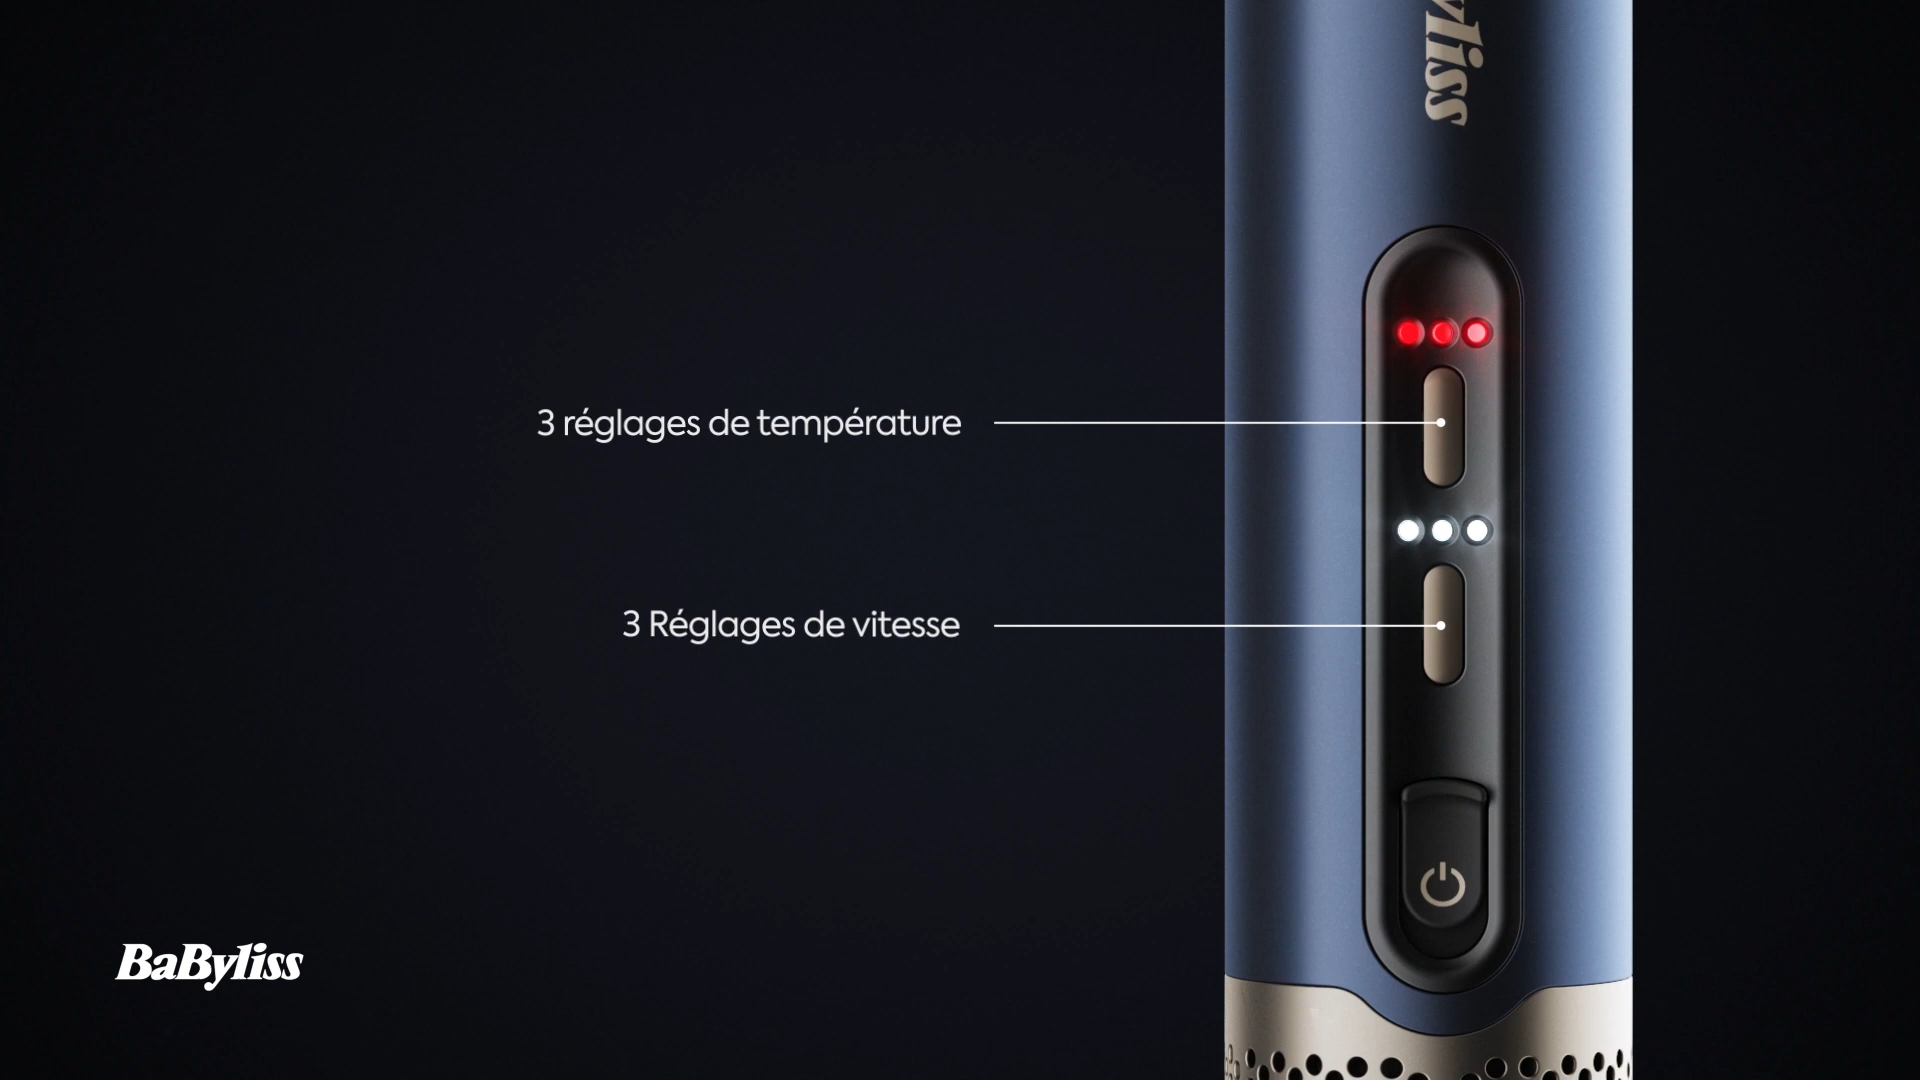 yliss
3 réglages de température
3 Réglages de vitesse
BaByliss